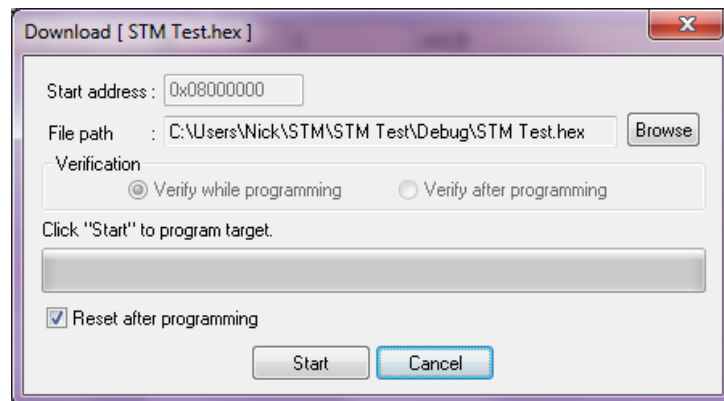 Download [ STM Test.hex ]
Start address : 0x08000000
File path : C:\Users\Nick\STM\STM Test\Debug\STM Test.hex Browse
Verification
Verify while programming Verify after programming
Click "Start" to program target.
Reset after programming
Start Cancel